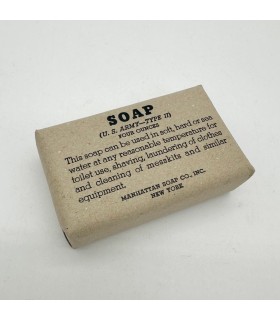 SOAP
(U. S. ARMY—TYPE II)
FOUR OUNCES
This soap can be used in soft, hard or sea
water at any reasonable temperature for
toilet use, shaving, laundering of clothes
and cleaning of messkits and similar
equipment.
MANHATTAN SOAP CO., INC.
NEW YORK